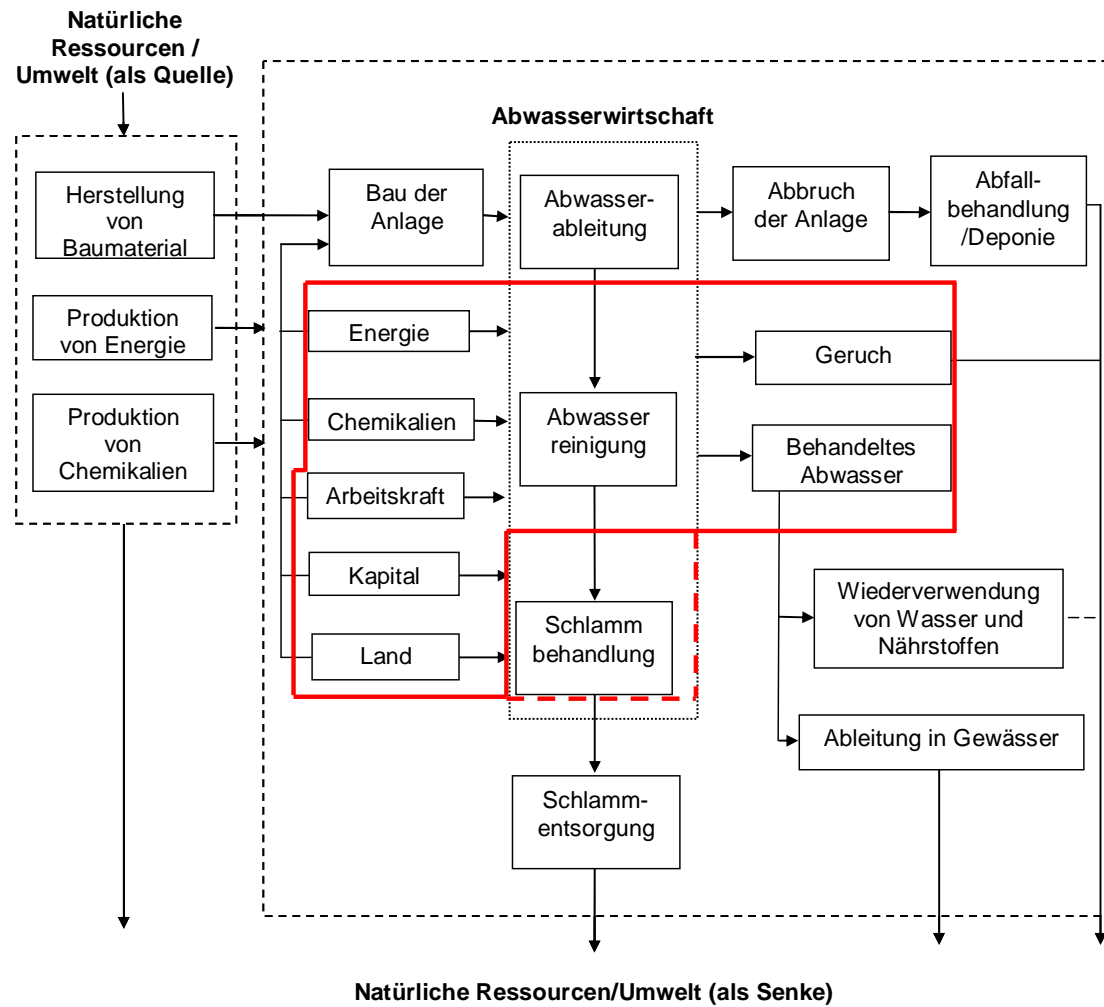 Natürliche
Ressourcen /
Umwelt (als Quelle)
Abwasserwirtschaft
Herstellung
von
Baumaterial
Bau der
Anlage
Abwasser-
ableitung
Abbruch
der Anlage
Abfall-
behandlung
/Deponie
Produktion
von Energie
Energie
Geruch
Produktion
von
Chemikalien
Chemikalien
Abwasser
reinigung
Behandeltes
Abwasser
Arbeitskraft
Kapital
Wiederverwendung
von Wasser und
Nährstoffen
Schlamm
behandlung
Land
Ableitung in Gewässer
Schlamm-
entsorgung
Natürliche Ressourcen/Umwelt (als Senke)